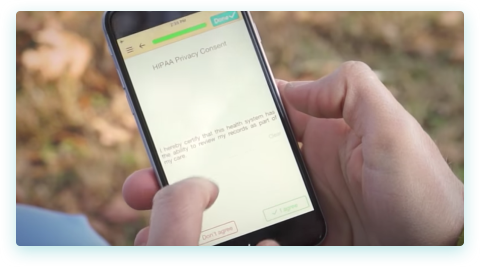 Done
HIPAA Privacy Consent
I hereby certify that this health system has
the ability to review my records as part of
my care.
Don't agree
I agree